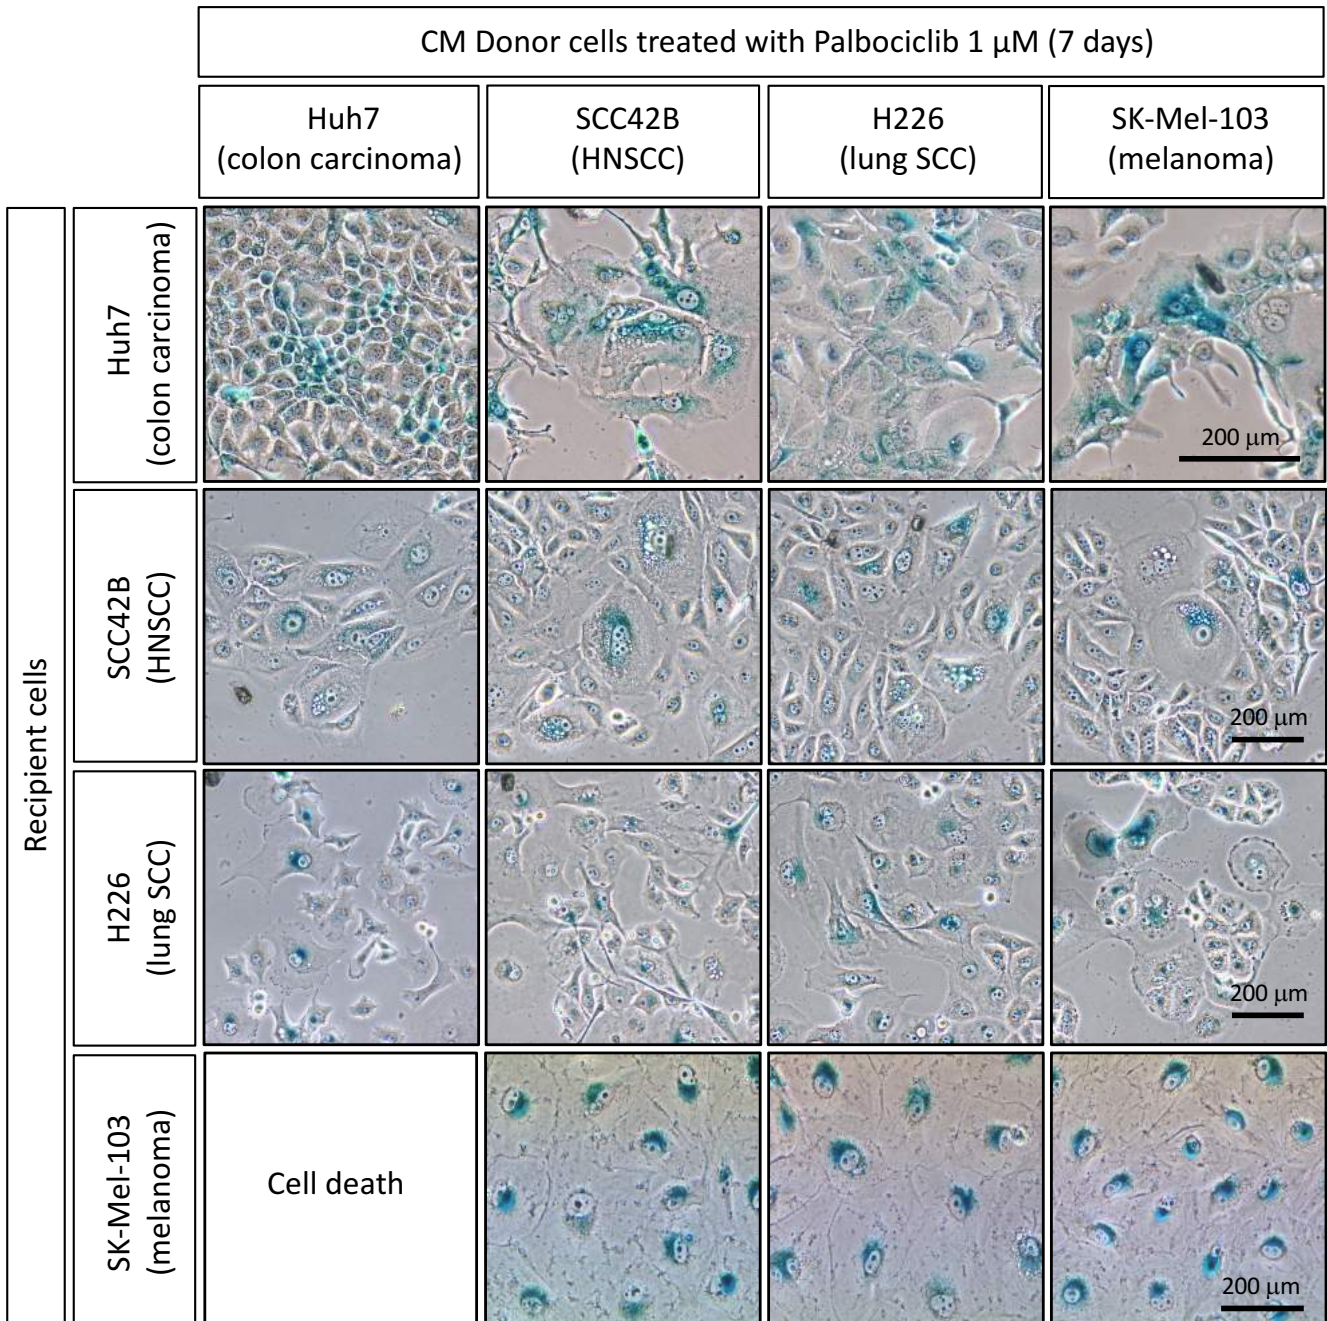 CM Donor cells treated with Palbociclib 1 μM (7 days)
Huh7
(colon carcinoma)
SCC42B
(HNSCC)
H226
(lung SCC)
SK-Mel-103
(melanoma)
Recipient cells
Huh7
(colon carcinoma)
200 μm
SCC42B
(HNSCC)
200 μm
H226
(lung SCC)
200 μm
SK-Mel-103
(melanoma)
Cell death
200 μm